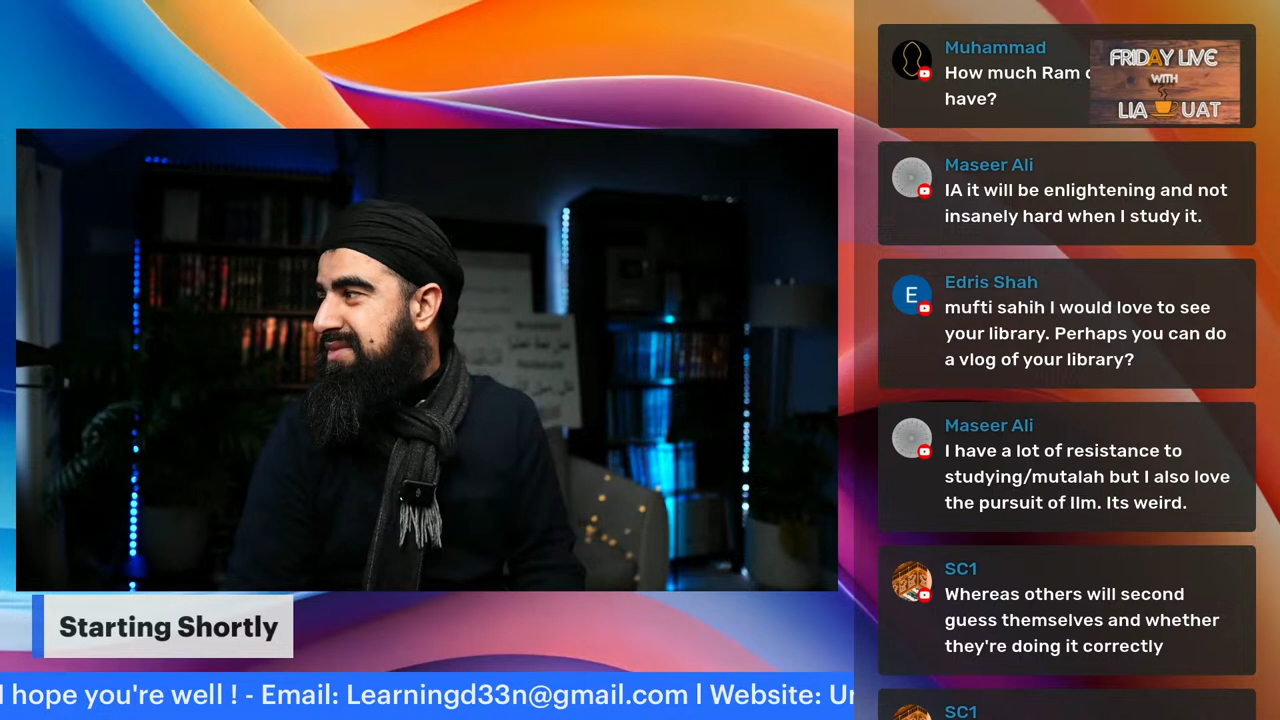 Muhammad
How much Ram
have?
FRIDAY LIVE
WITH
LIA UAT
Maseer Ali
IA it will be enlightening and not
insanely hard when I study it.
Edris Shah
E
mufti sahih I would love to see
your library. Perhaps you can do
a vlog of your library?
Maseer Ali
I have a lot of resistance to
studying/mutalah but I also love
the pursuit of Ilm. Its weird.
SC1
Whereas others will second
guess themselves and whether
they're doing it correctly
SC1
Starting Shortly
I hope you're well ! - Email: Learningd33n@gmail.com l Website: